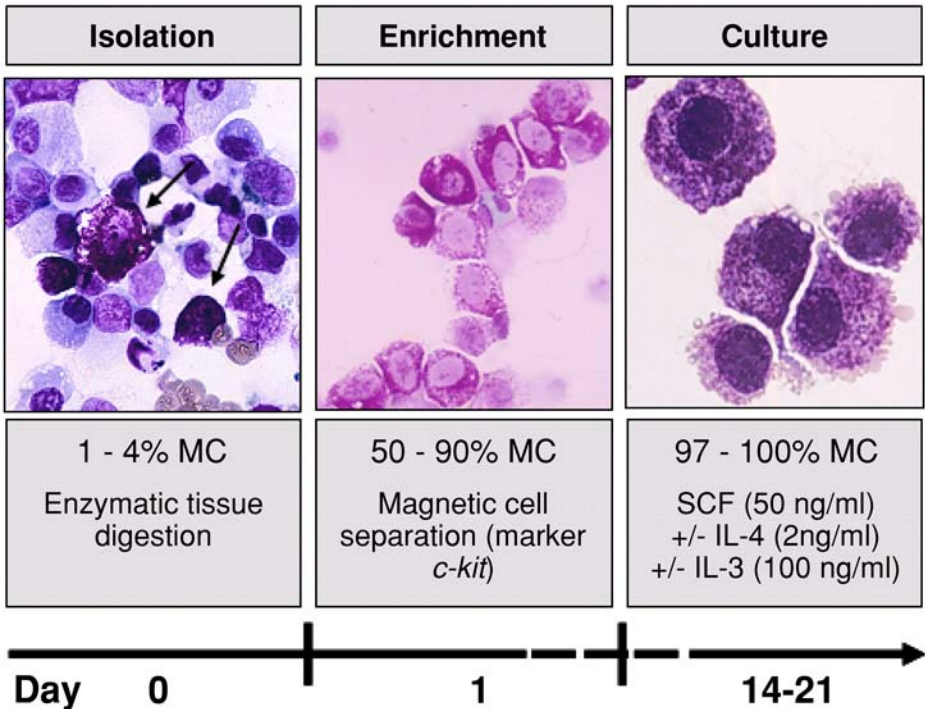 Isolation
Enrichment
Culture
1 - 4% MC
Enzymatic tissue
digestion
50 - 90% MC
Magnetic cell
separation (marker
c-kit)
97 - 100% MC
SCF (50 ng/ml)
+/- IL-4 (2ng/ml)
+/- IL-3 (100 ng/ml)
Day 0 1 14-21